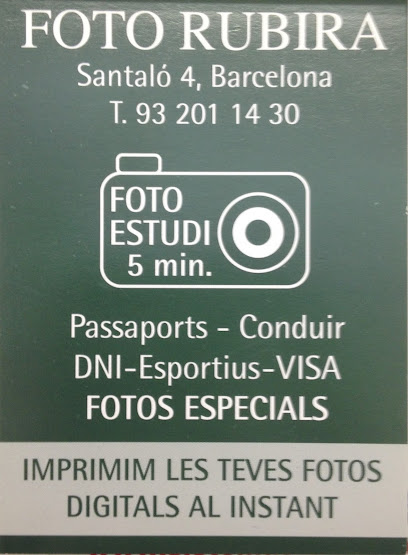 FOTO RUBIRA
Santaló 4, Barcelona
T. 93 201 14 30
FOTO
ESTUDI
5 min.
Passaports - Conduir
DNI-Esportius-VISA
FOTOS ESPECIALS
IMPRIMIM LES TEVES FOTOS
DIGITALS AL INSTANT